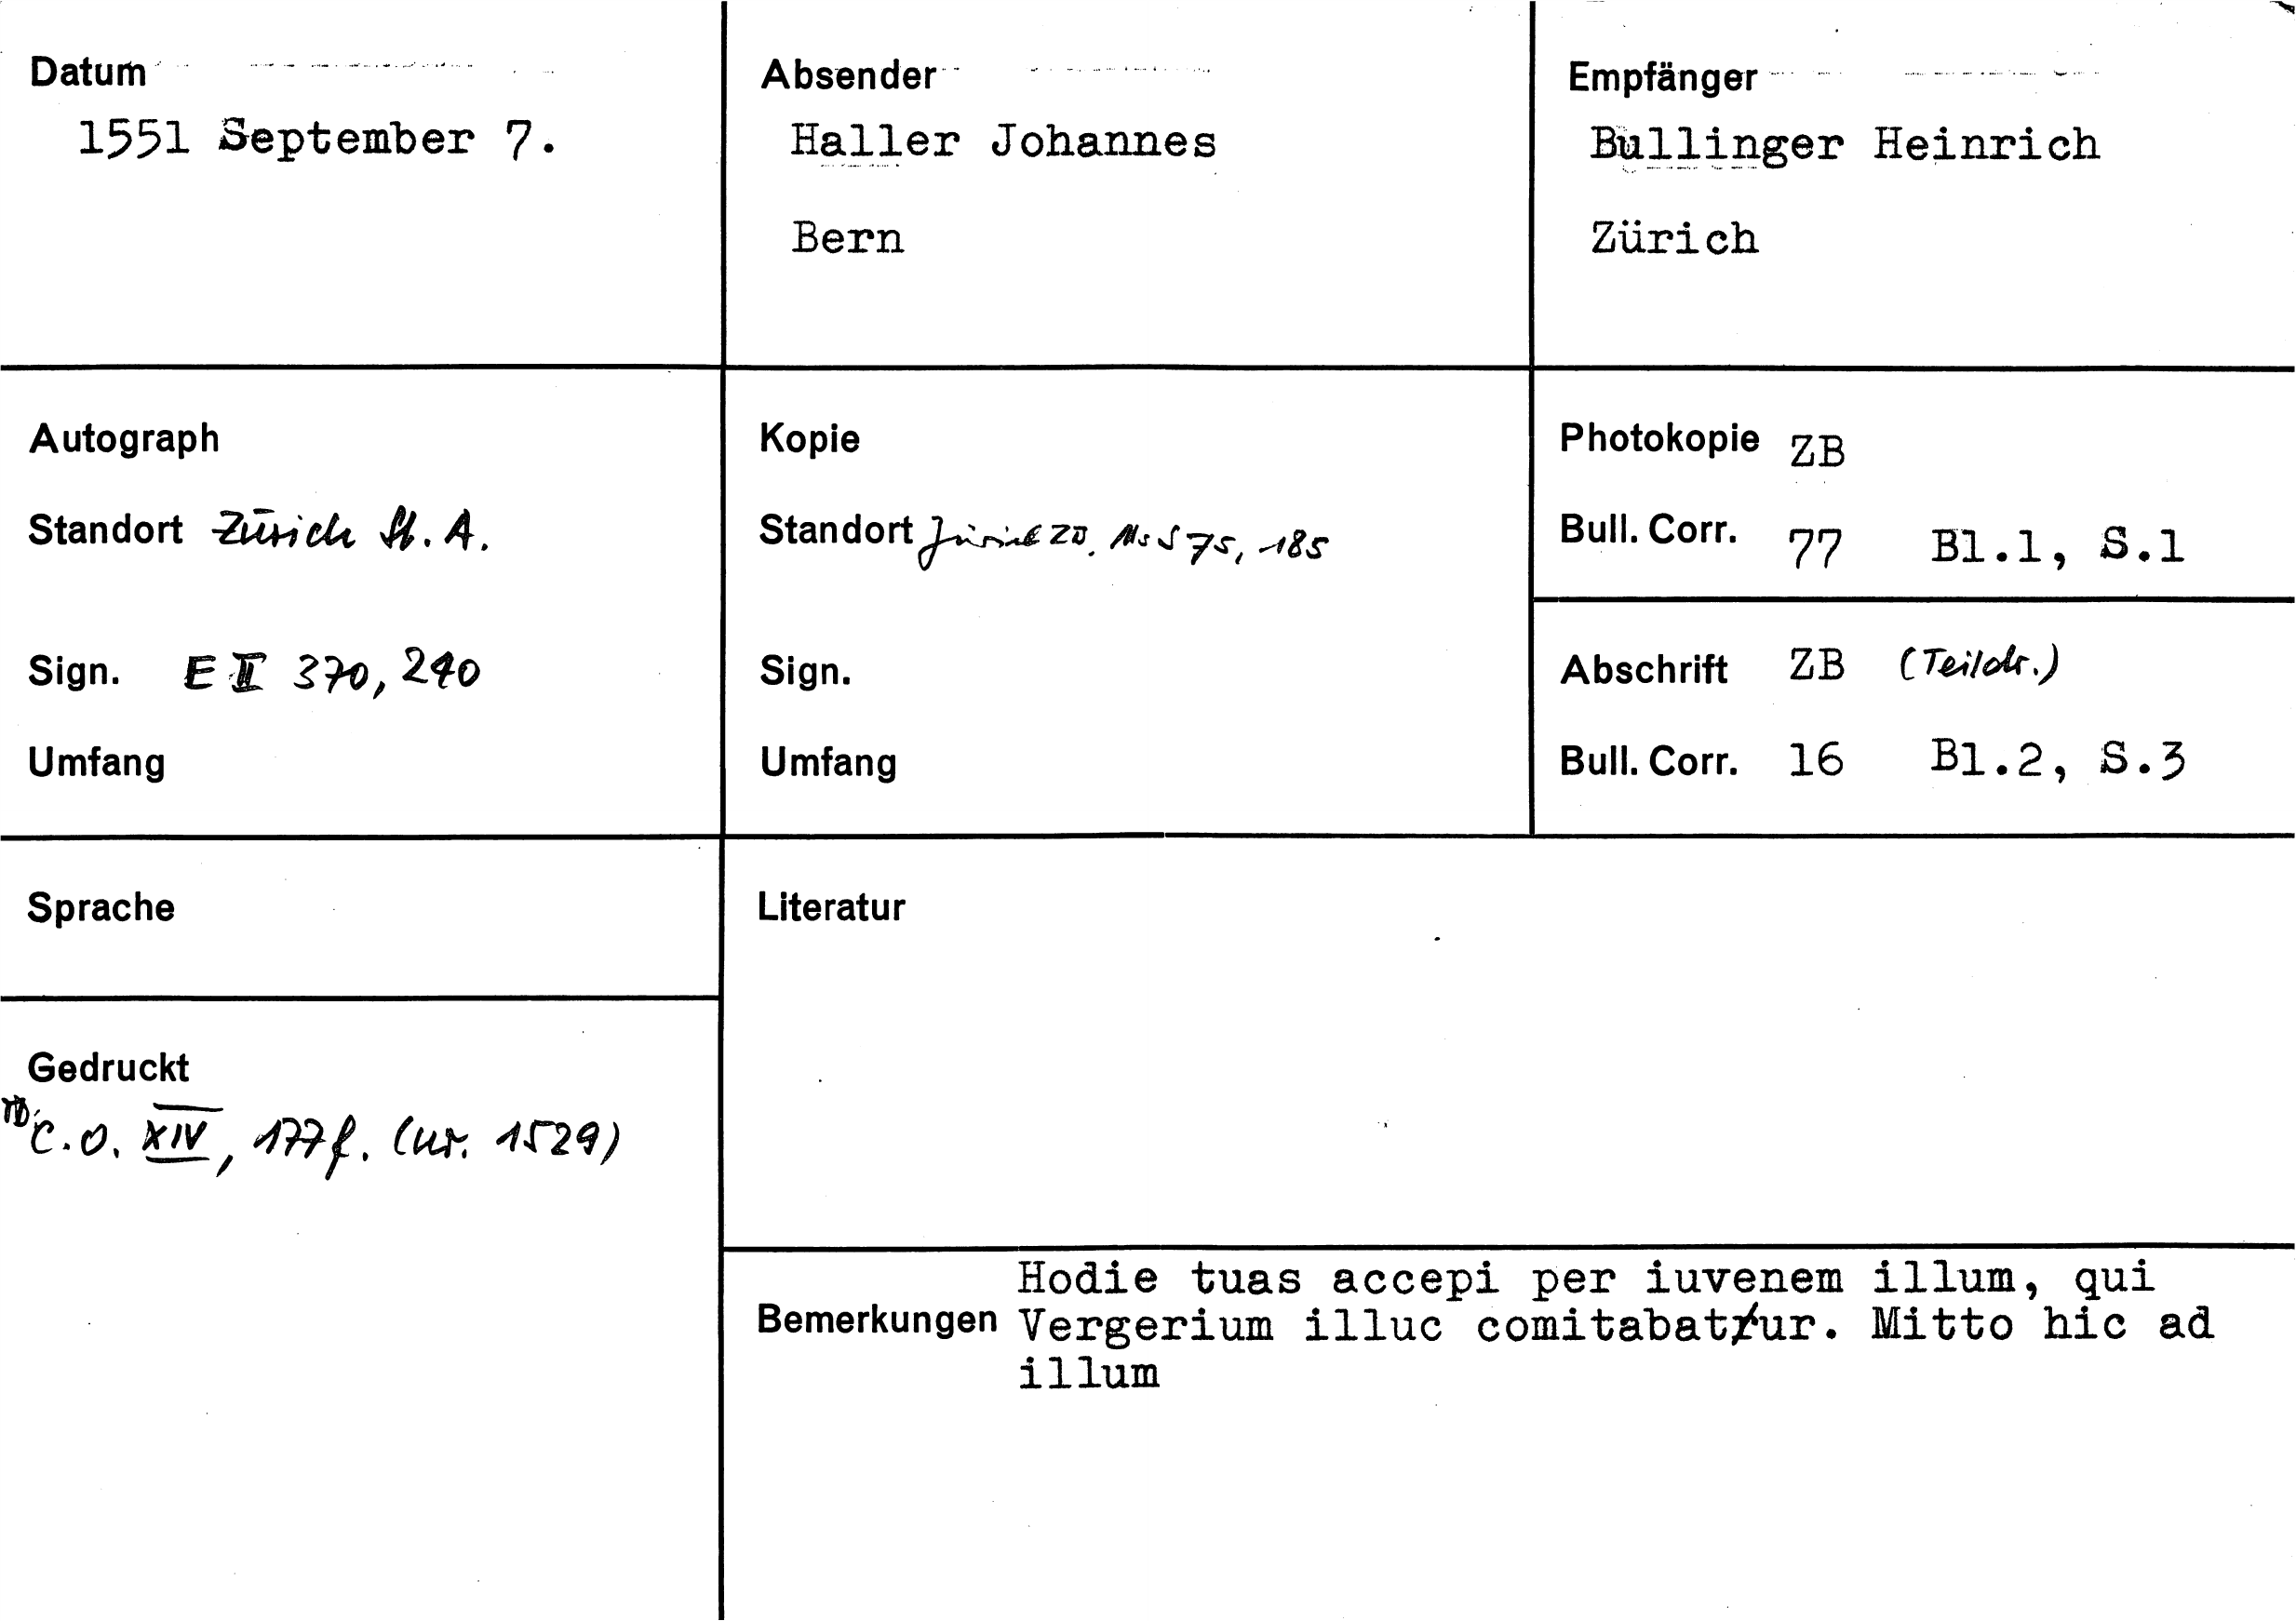 Datum
1551 September 7.
Absender
Haller Johannes
Bern
Empfänger
Bullinger Heinrich
Zürich
Autograph
Standort Zürich St. A.
Sign. E II 370, 240
Umfang
Kopie
Standort Zürich ZB, Ms S 75, 185
Sign.
Umfang
Photokopie ZB
Bull. Corr. 77 Bl.1, S.1
Abschrift ZB (Teildr.)
Bull. Corr. 16 Bl.2, S.3
Sprache
Gedruckt
TD: C.O. XIV, 177f. (Nr. 1529)
Literatur
Bemerkungen
Hodie tuas accepi per iuvenem illum, qui
Vergerium illuc comitabatur. Mitto hic ad
illum